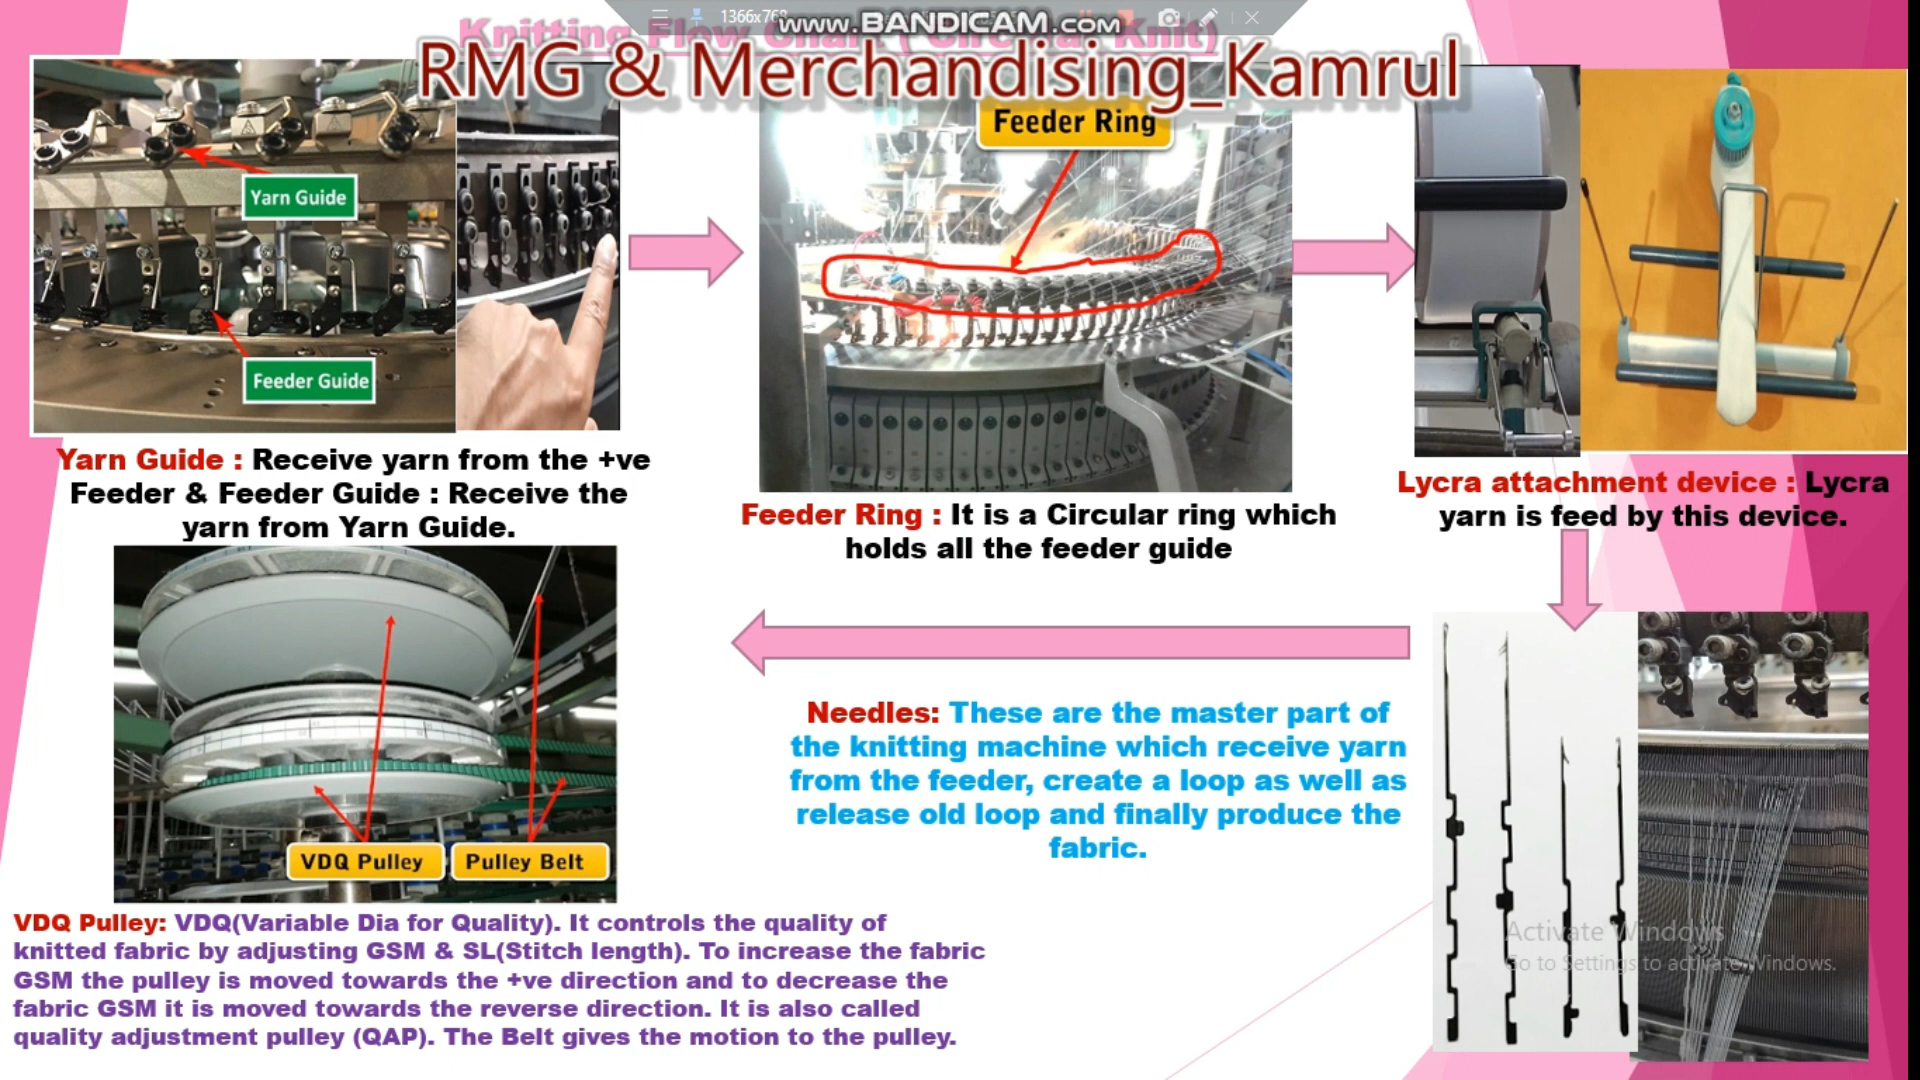 1366x768
www.BANDICAM.com
Knitting Flow Chart ( Circular Knit)
RMG & Merchandising_Kamrul
Yarn Guide
Feeder Guide
Feeder Ring
Yarn Guide : Receive yarn from the +ve
Feeder & Feeder Guide : Receive the
yarn from Yarn Guide.
Feeder Ring : It is a Circular ring which
holds all the feeder guide
Lycra attachment device : Lycra
yarn is feed by this device.
Needles: These are the master part of
the knitting machine which receive yarn
from the feeder, create a loop as well as
release old loop and finally produce the
fabric.
VDQ Pulley
Pulley Belt
VDQ Pulley: VDQ(Variable Dia for Quality). It controls the quality of
knitted fabric by adjusting GSM & SL(Stitch length). To increase the fabric
GSM the pulley is moved towards the +ve direction and to decrease the
fabric GSM it is moved towards the reverse direction. It is also called
quality adjustment pulley (QAP). The Belt gives the motion to the pulley.
Activate Windows
Go to Settings to activate Windows.